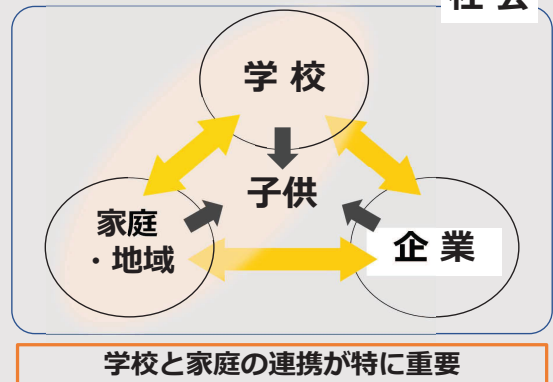 社 会
学 校
子供
家庭
・地域
企 業
学校と家庭の連携が特に重要